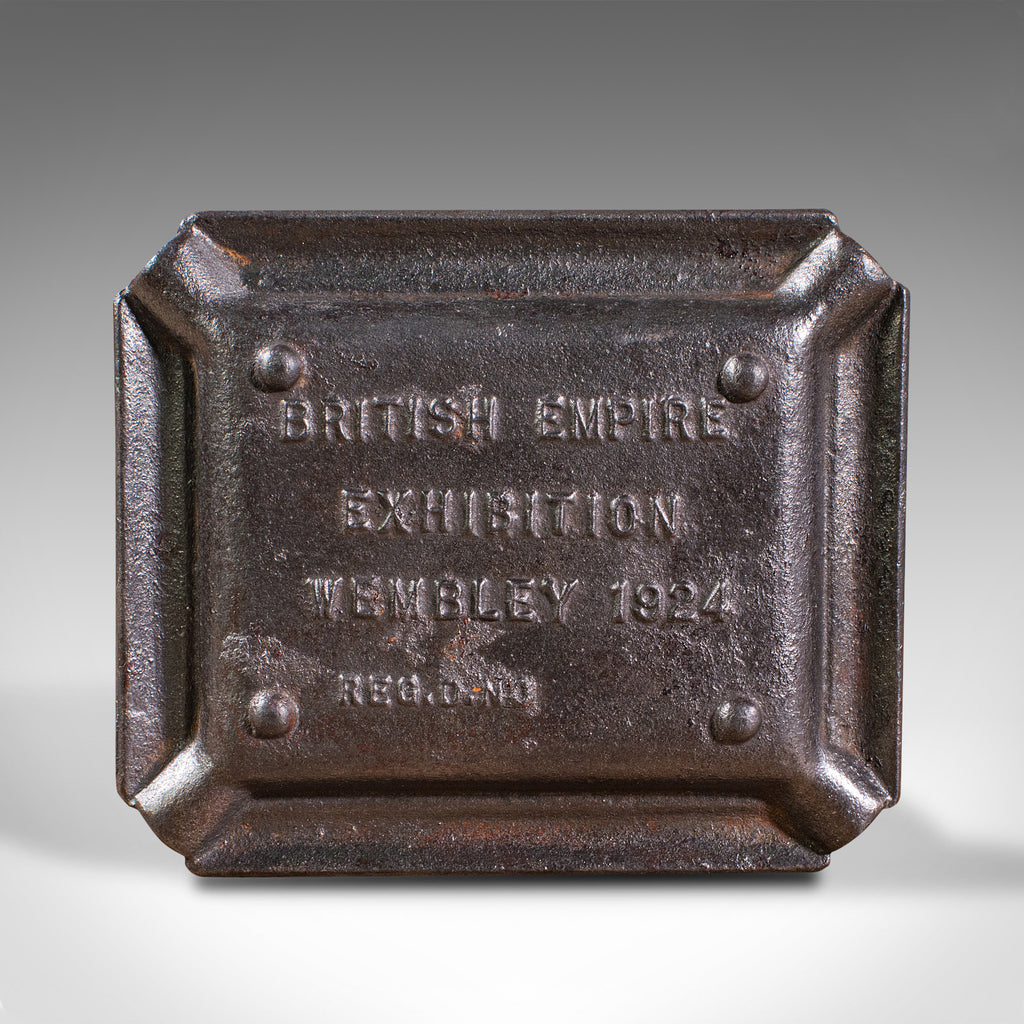 BRITISH EMPIRE
EXHIBITION
WEMBLEY 1924
REG.D.NO